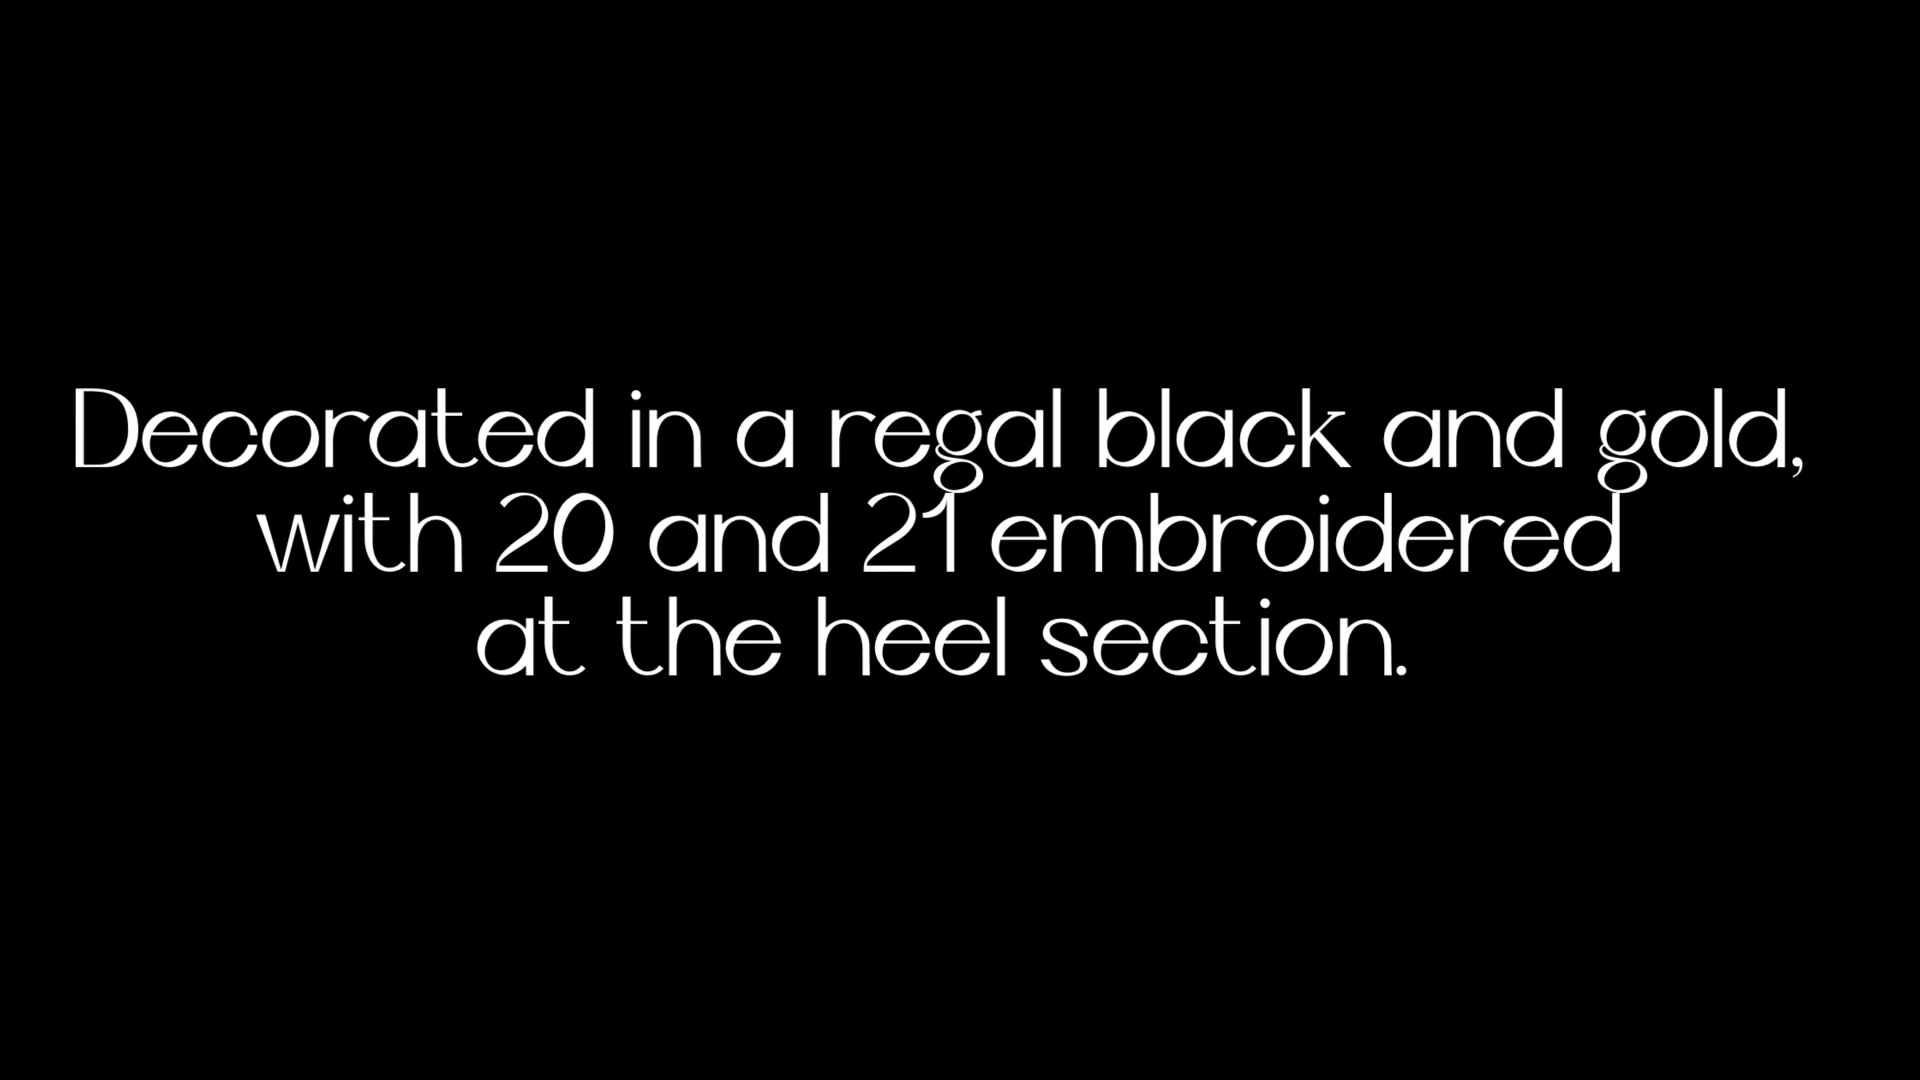 Decorated in a regal black and gold,
with 20 and 21 embroidered
at the heel section.